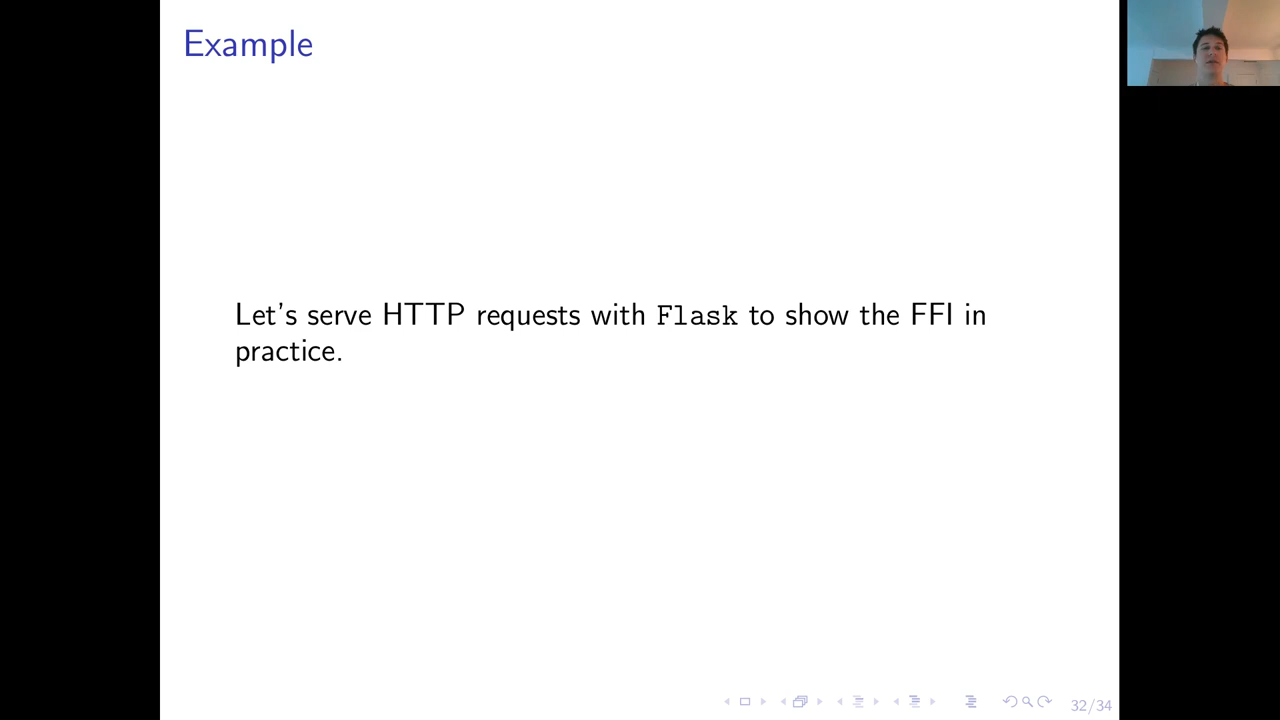 Example
Let's serve HTTP requests with Flask to show the FFI in
practice.
32/34